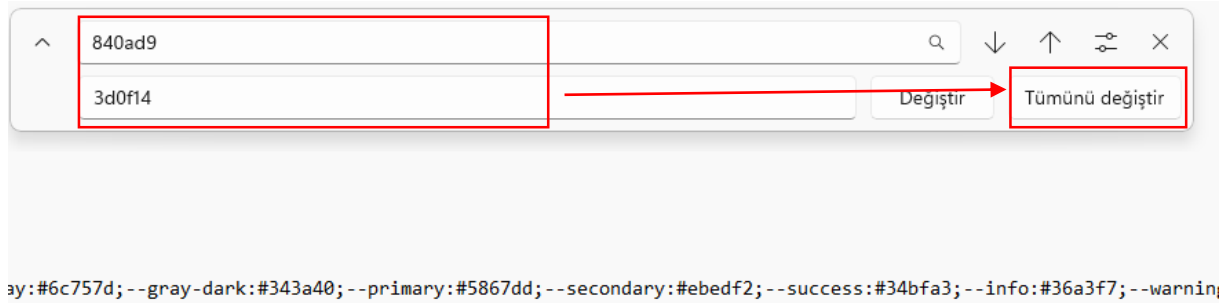 840ad9
3d0f14 Değiştir Tümünü değiştir
ay:#6c757d;--gray-dark:#343a40;--primary:#5867dd;--secondary:#ebedf2;--success:#34bfa3;--info:#36a3f7;--warning